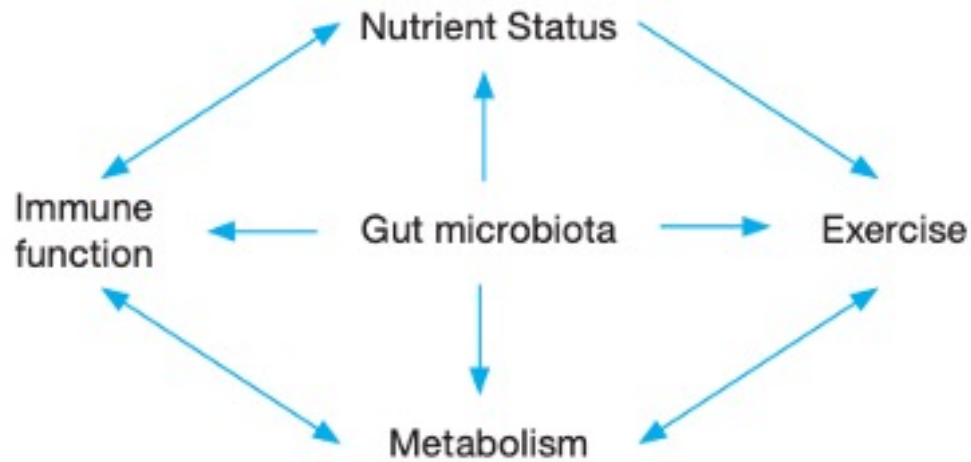 Nutrient Status
Immune
function
Gut microbiota
Exercise
Metabolism